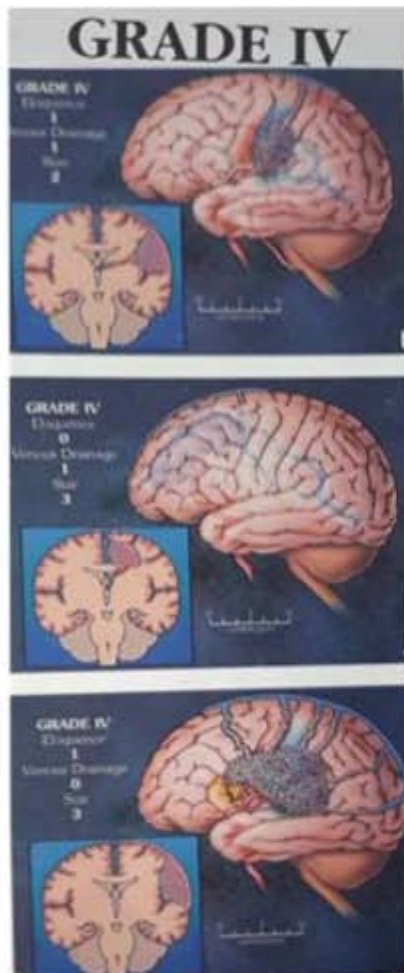 GRADE IV
GRADE IV
Eloquence
1
Venous Drainage
1
Size
2
GRADE IV
Eloquence
0
Venous Drainage
1
Size
3
GRADE IV
Eloquence
1
Venous Drainage
0
Size
3